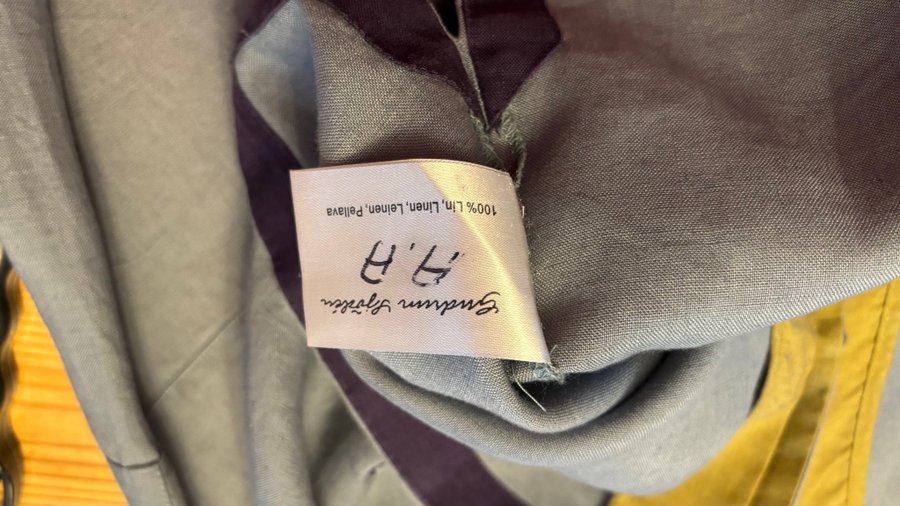 Gudrun Sjödén
A.A
100% Lin, Linen, Leinen, Pellava